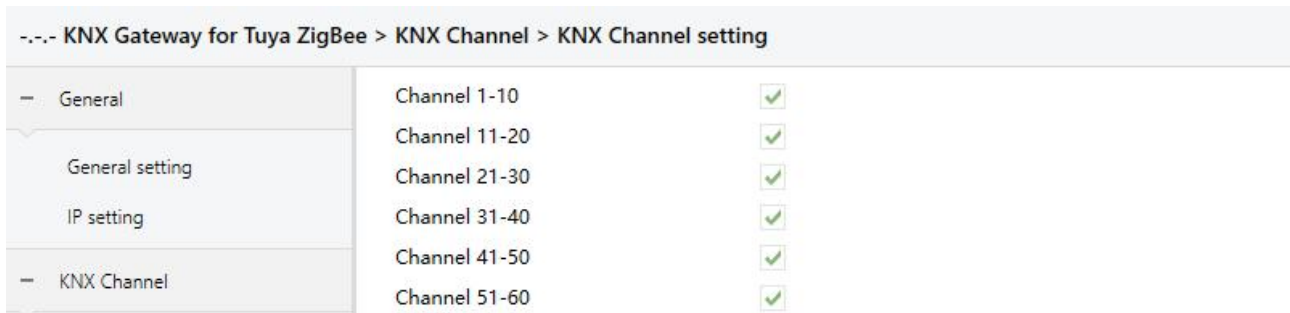 -.-.- KNX Gateway for Tuya ZigBee > KNX Channel > KNX Channel setting
General
General setting
IP setting
KNX Channel
Channel 1-10
Channel 11-20
Channel 21-30
Channel 31-40
Channel 41-50
Channel 51-60